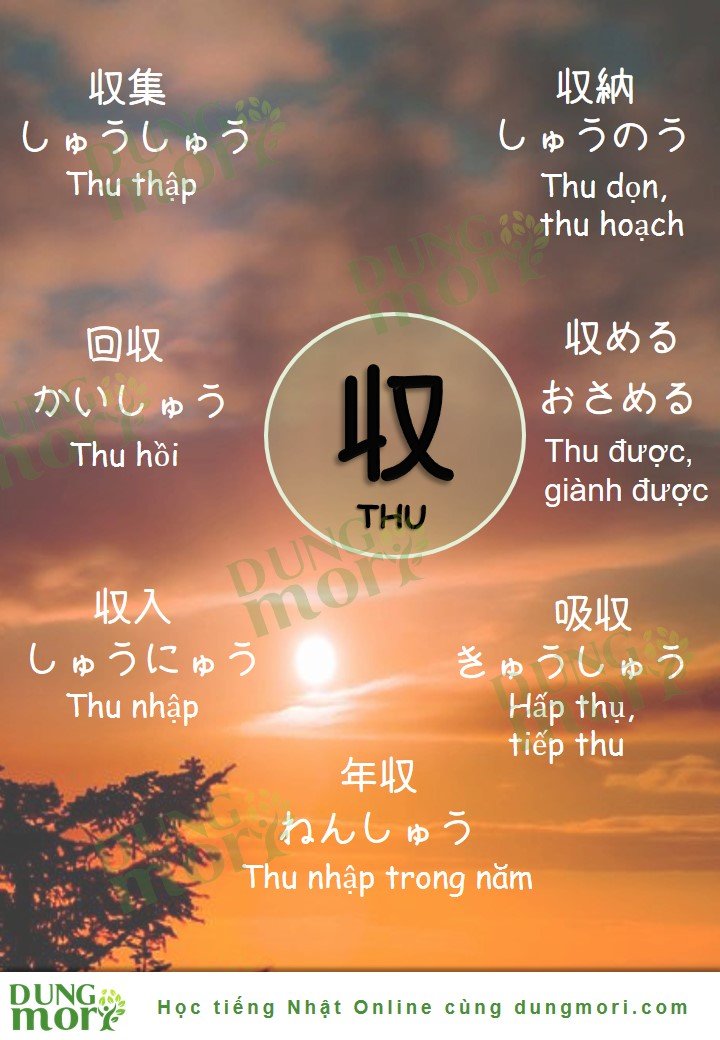 収集
しゅうしゅう
Thu thập
収納
しゅうのう
Thu dọn,
thu hoạch
回収
かいしゅう
Thu hồi
収
THU
収める
おさめる
Thu được,
giành được
収入
しゅうにゅう
Thu nhập
吸収
きゅうしゅう
Hấp thụ,
tiếp thu
年収
ねんしゅう
Thu nhập trong năm
DUNG
mori
Học tiếng Nhật Online cùng dungmori.com